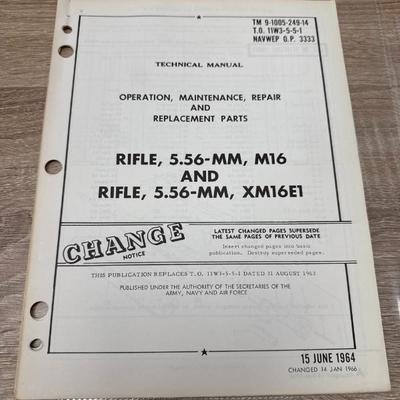 TM 9-1005-249-14
T.O. 11W3-5-5-1
NAVWEP O.P. 3333
TECHNICAL MANUAL
OPERATION, MAINTENANCE, REPAIR
AND
REPLACEMENT PARTS
RIFLE, 5.56-MM, M16
AND
RIFLE, 5.56-MM, XM16E1
CHANGE
NOTICE
LATEST CHANGED PAGES SUPERSEDE
THE SAME PAGES OF PREVIOUS DATE
Insert changed pages into basic
publication. Destroy superseded pages.
THIS PUBLICATION REPLACES T.O. 11W3-5-5-1 DATED 31 AUGUST 1963
PUBLISHED UNDER THE AUTHORITY OF THE SECRETARIES OF THE
ARMY, NAVY AND AIR FORCE
15 JUNE 1964
CHANGED 14 JAN 1966